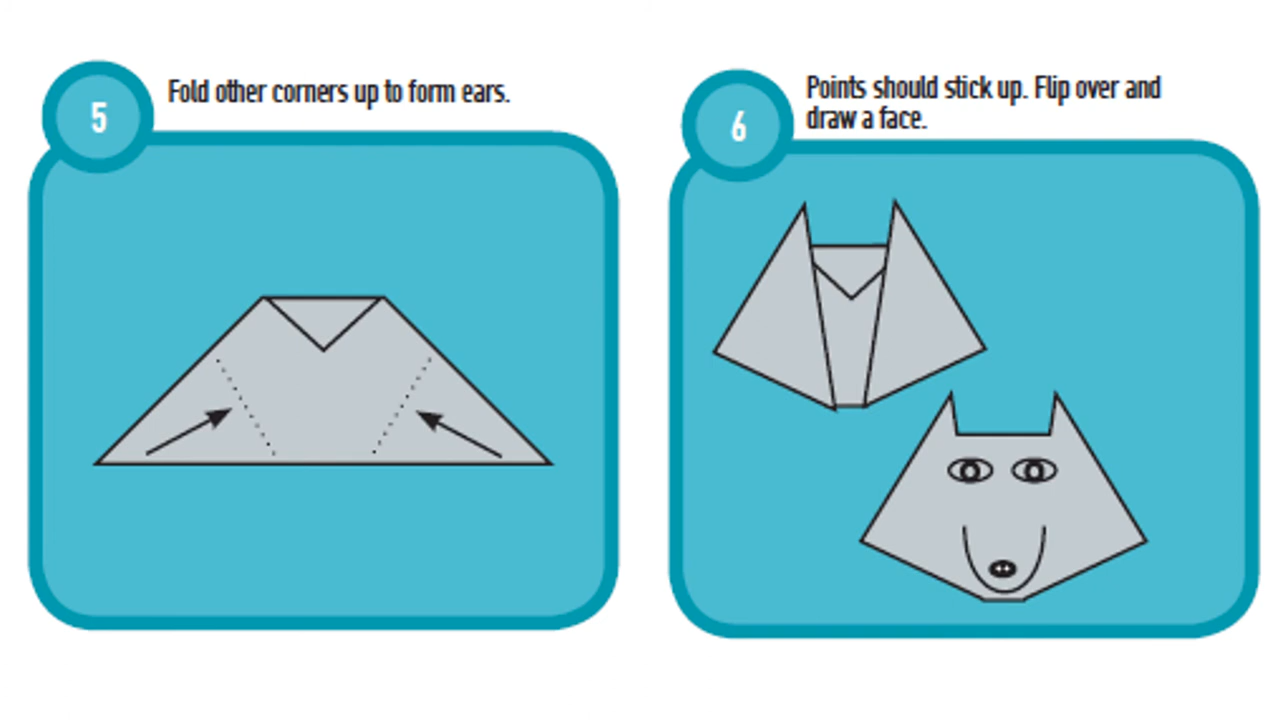 5
Fold other corners up to form ears.
6
Points should stick up. Flip over and
draw a face.